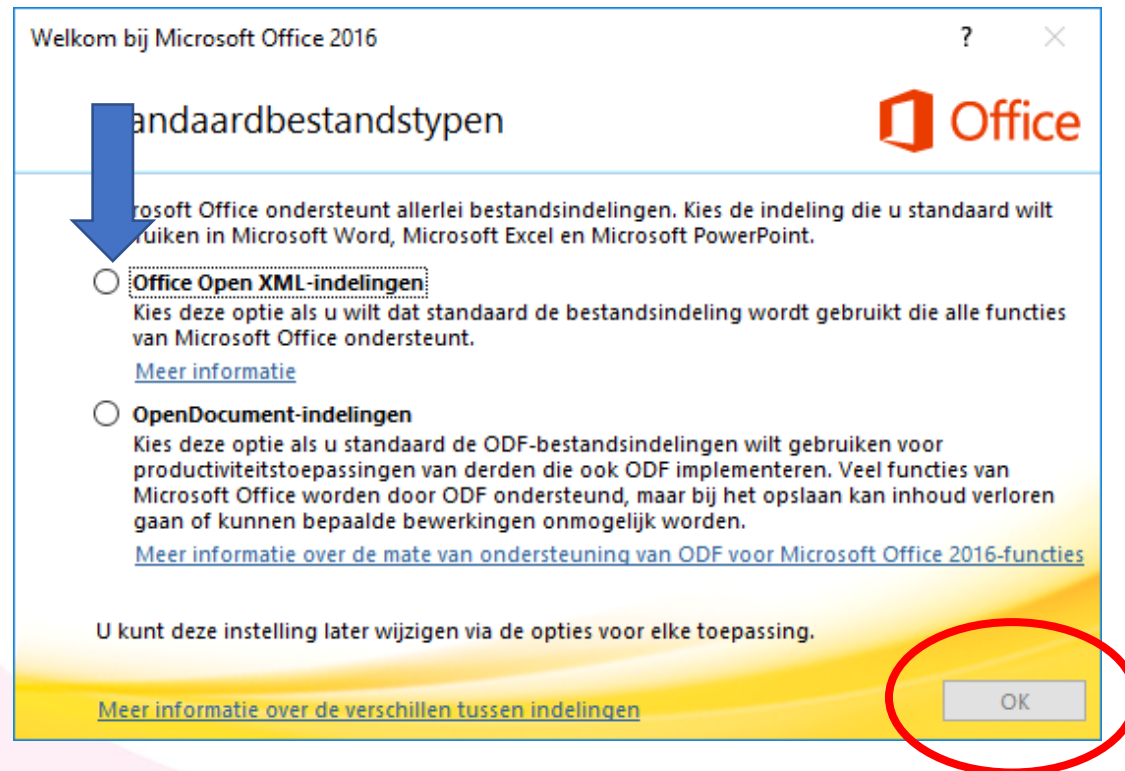 Welkom bij Microsoft Office 2016 ?
andaardbestandstypen
Office
rosoft Office ondersteunt allerlei bestandsindelingen. Kies de indeling die u standaard wilt
ruiken in Microsoft Word, Microsoft Excel en Microsoft PowerPoint.
Office Open XML-indelingen
Kies deze optie als u wilt dat standaard de bestandsindeling wordt gebruikt die alle functies
van Microsoft Office ondersteunt.
Meer informatie
OpenDocument-indelingen
Kies deze optie als u standaard de ODF-bestandsindelingen wilt gebruiken voor
productiviteitstoepassingen van derden die ook ODF implementeren. Veel functies van
Microsoft Office worden door ODF ondersteund, maar bij het opslaan kan inhoud verloren
gaan of kunnen bepaalde bewerkingen onmogelijk worden.
Meer informatie over de mate van ondersteuning van ODF voor Microsoft Office 2016-functies
U kunt deze instelling later wijzigen via de opties voor elke toepassing.
Meer informatie over de verschillen tussen indelingen
OK